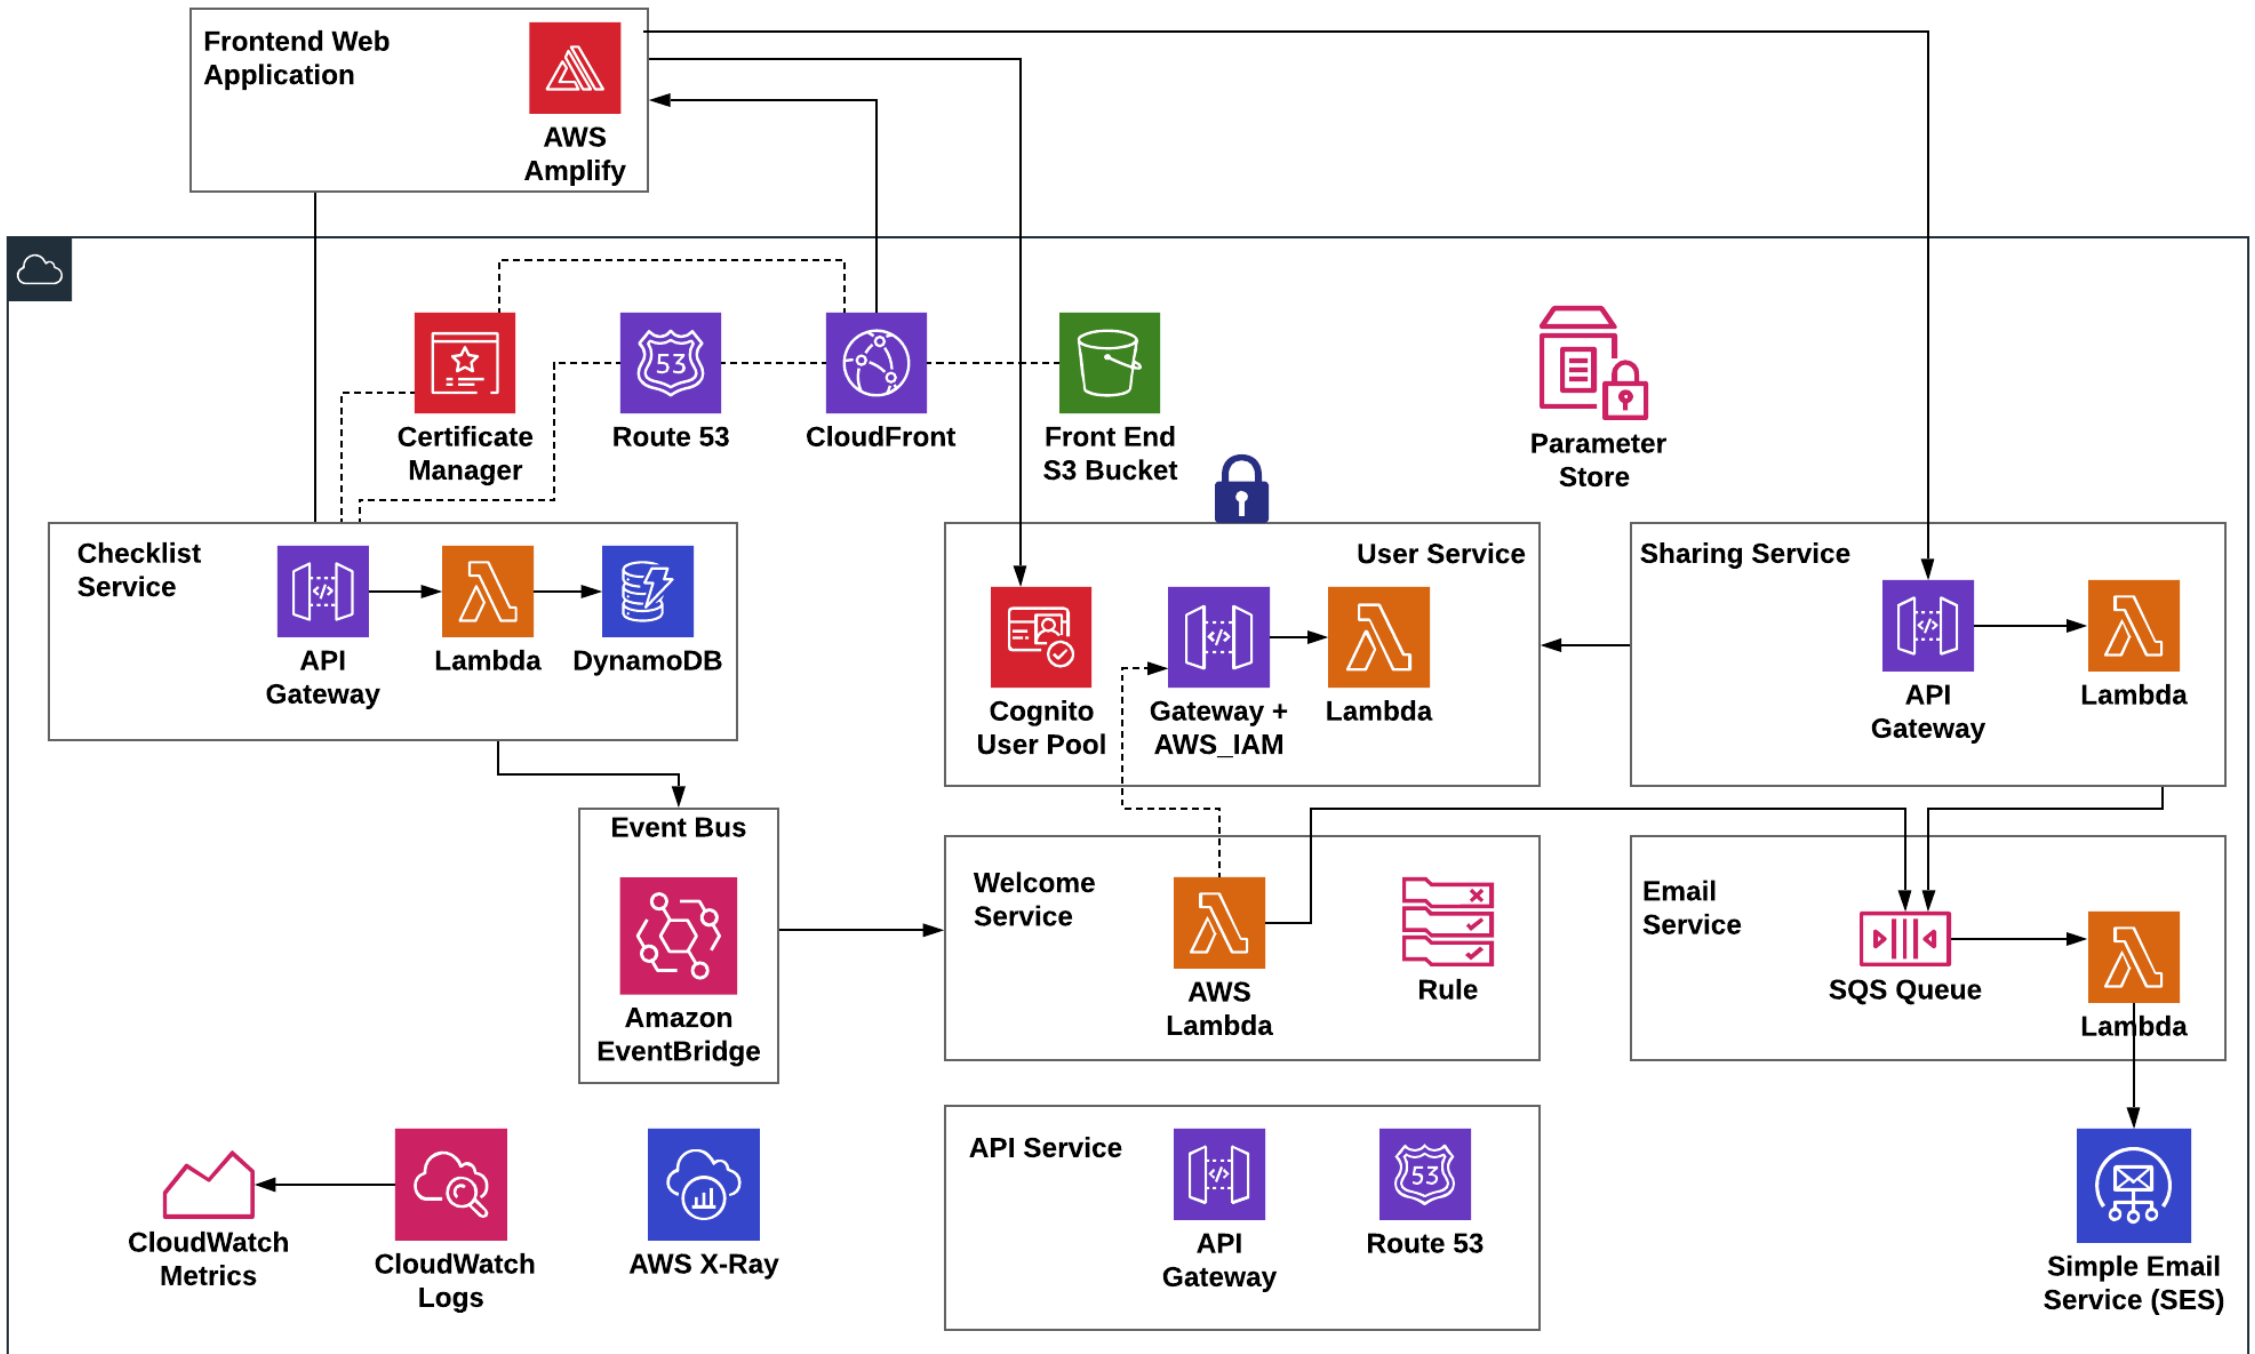 Frontend Web
Application
AWS
Amplify
53
Certificate
Manager
Route 53
CloudFront
Front End
S3 Bucket
Parameter
Store
Checklist
Service
</>
API
Gateway
Lambda
DynamoDB
User Service
Cognito
User Pool
</>
Gateway +
AWS_IAM
Lambda
Sharing Service
</>
API
Gateway
Lambda
Event Bus
Amazon
EventBridge
Welcome
Service
AWS
Lambda
Rule
Email
Service
SQS Queue
Lambda
CloudWatch
Metrics
CloudWatch
Logs
AWS X-Ray
API Service
</>
API
Gateway
53
Route 53
Simple Email
Service (SES)